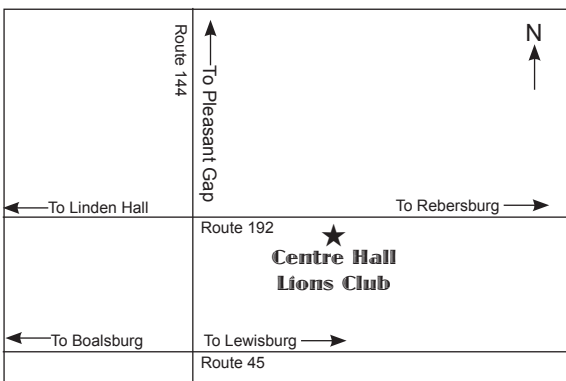 N
Route 144
To Pleasant Gap
To Linden Hall
To Rebersburg
Route 192
Centre Hall
Lions Club
To Boalsburg
To Lewisburg
Route 45